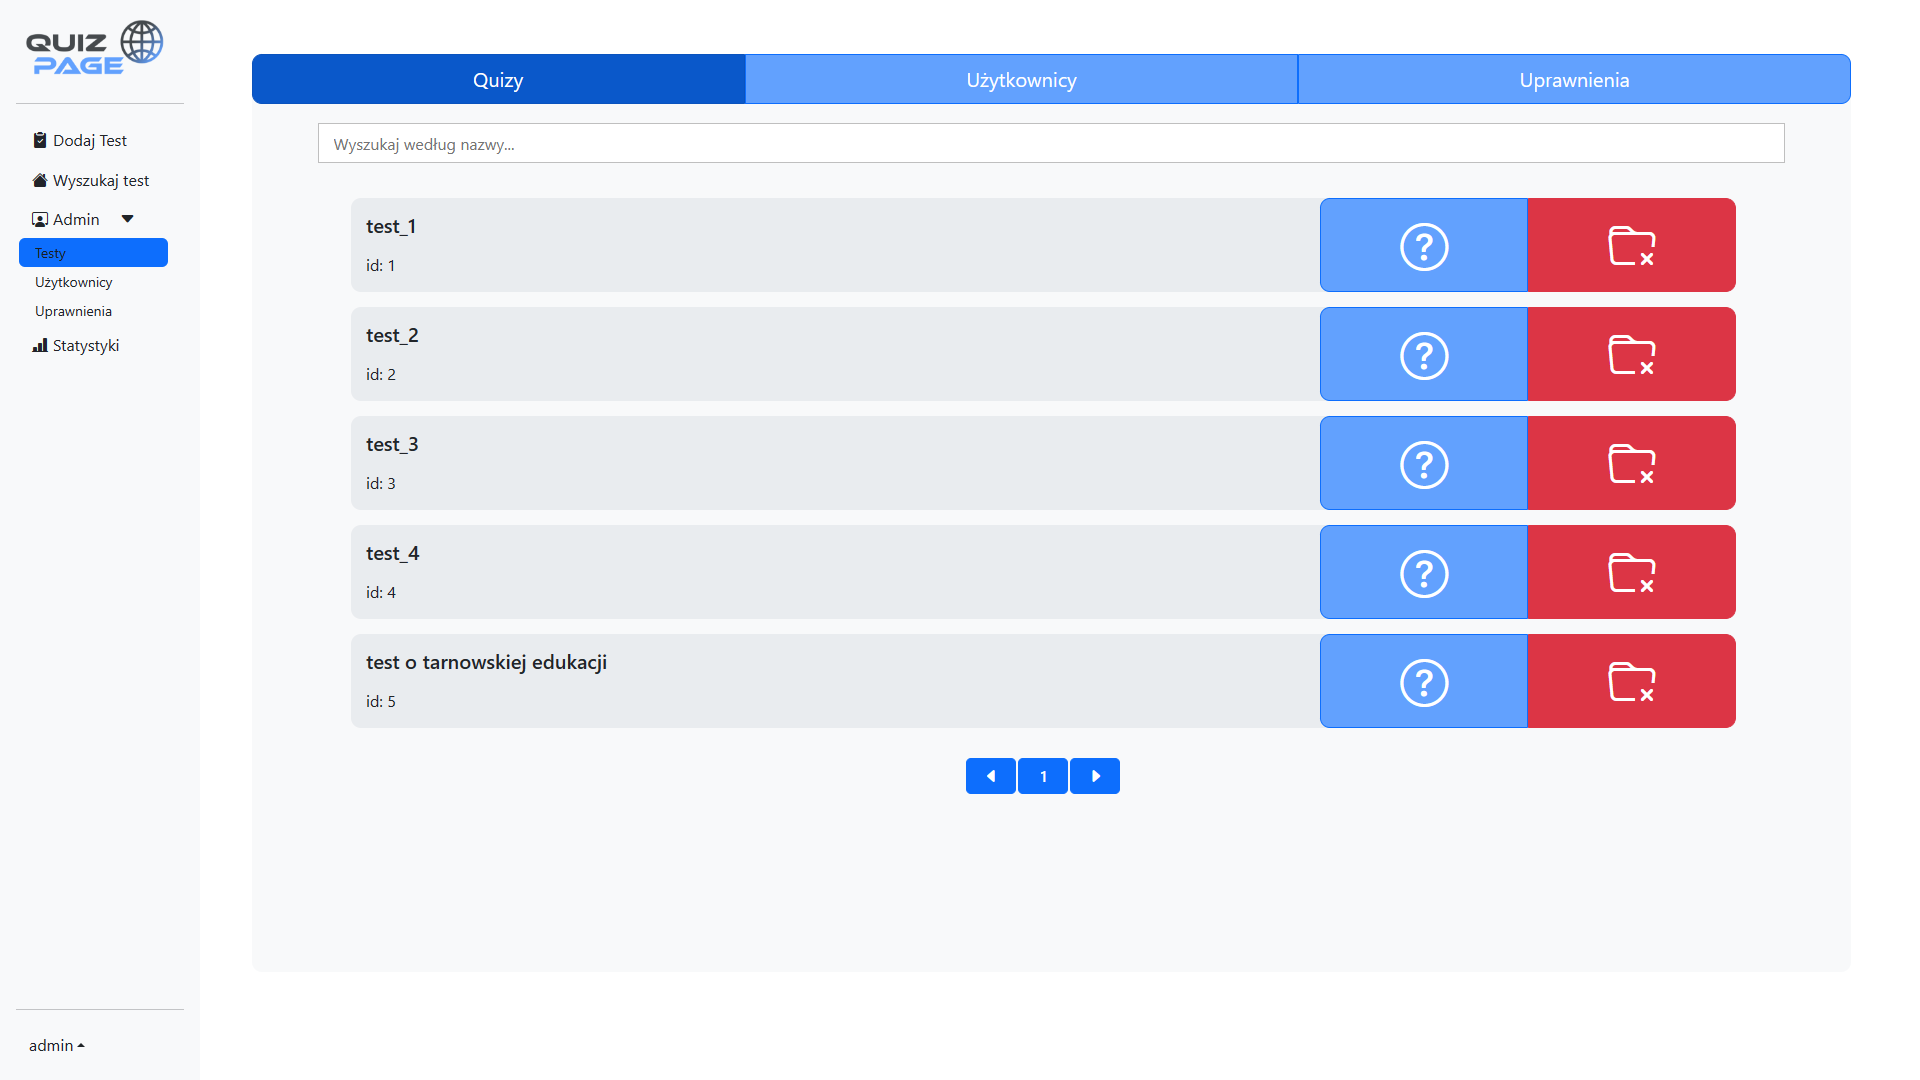 QUIZ
PAGE
Dodaj Test
Wyszukaj test
Admin
Testy
Użytkownicy
Uprawnienia
Statystyki
admin
Quizy
Użytkownicy
Uprawnienia
Wyszukaj według nazwy...
test_1
id: 1
test_2
id: 2
test_3
id: 3
test_4
id: 4
test o tarnowskiej edukacji
id: 5
1